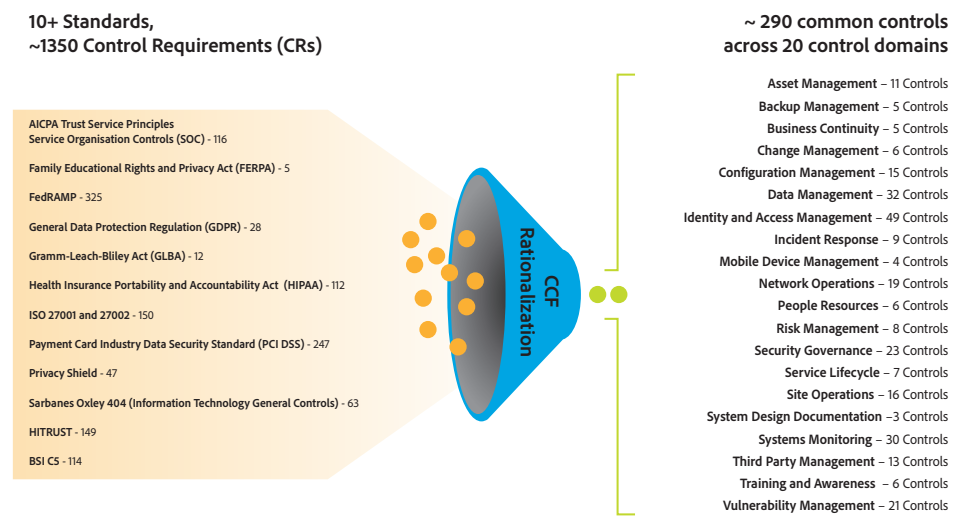 10+ Standards,
~1350 Control Requirements (CRs)
AICPA Trust Service Principles
Service Organisation Controls (SOC) - 116
Family Educational Rights and Privacy Act (FERPA) - 5
FedRAMP - 325
General Data Protection Regulation (GDPR) - 28
Gramm-Leach-Bliley Act (GLBA) - 12
Health Insurance Portability and Accountability Act (HIPAA) - 112
ISO 27001 and 27002 - 150
Payment Card Industry Data Security Standard (PCI DSS) - 247
Privacy Shield - 47
Sarbanes Oxley 404 (Information Technology General Controls) - 63
HITRUST - 149
BSI C5 - 114
CCF
Rationalization
~ 290 common controls
across 20 control domains
Asset Management – 11 Controls
Backup Management – 5 Controls
Business Continuity – 5 Controls
Change Management – 6 Controls
Configuration Management – 15 Controls
Data Management – 32 Controls
Identity and Access Management – 49 Controls
Incident Response – 9 Controls
Mobile Device Management – 4 Controls
Network Operations – 19 Controls
People Resources – 6 Controls
Risk Management – 8 Controls
Security Governance – 23 Controls
Service Lifecycle – 7 Controls
Site Operations – 16 Controls
System Design Documentation –3 Controls
Systems Monitoring – 30 Controls
Third Party Management – 13 Controls
Training and Awareness – 6 Controls
Vulnerability Management – 21 Controls